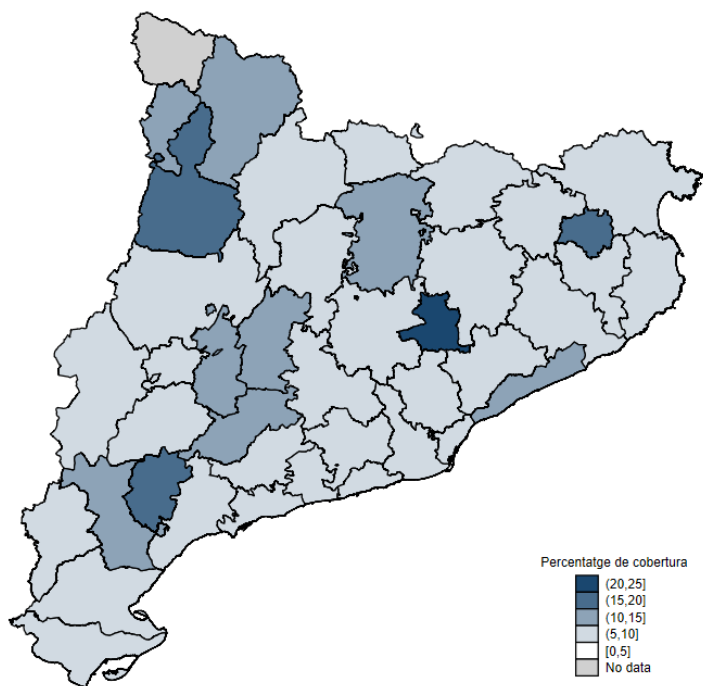 Percentatge de cobertura
(20,25]
(15,20]
(10,15]
(5,10]
[0,5]
No data